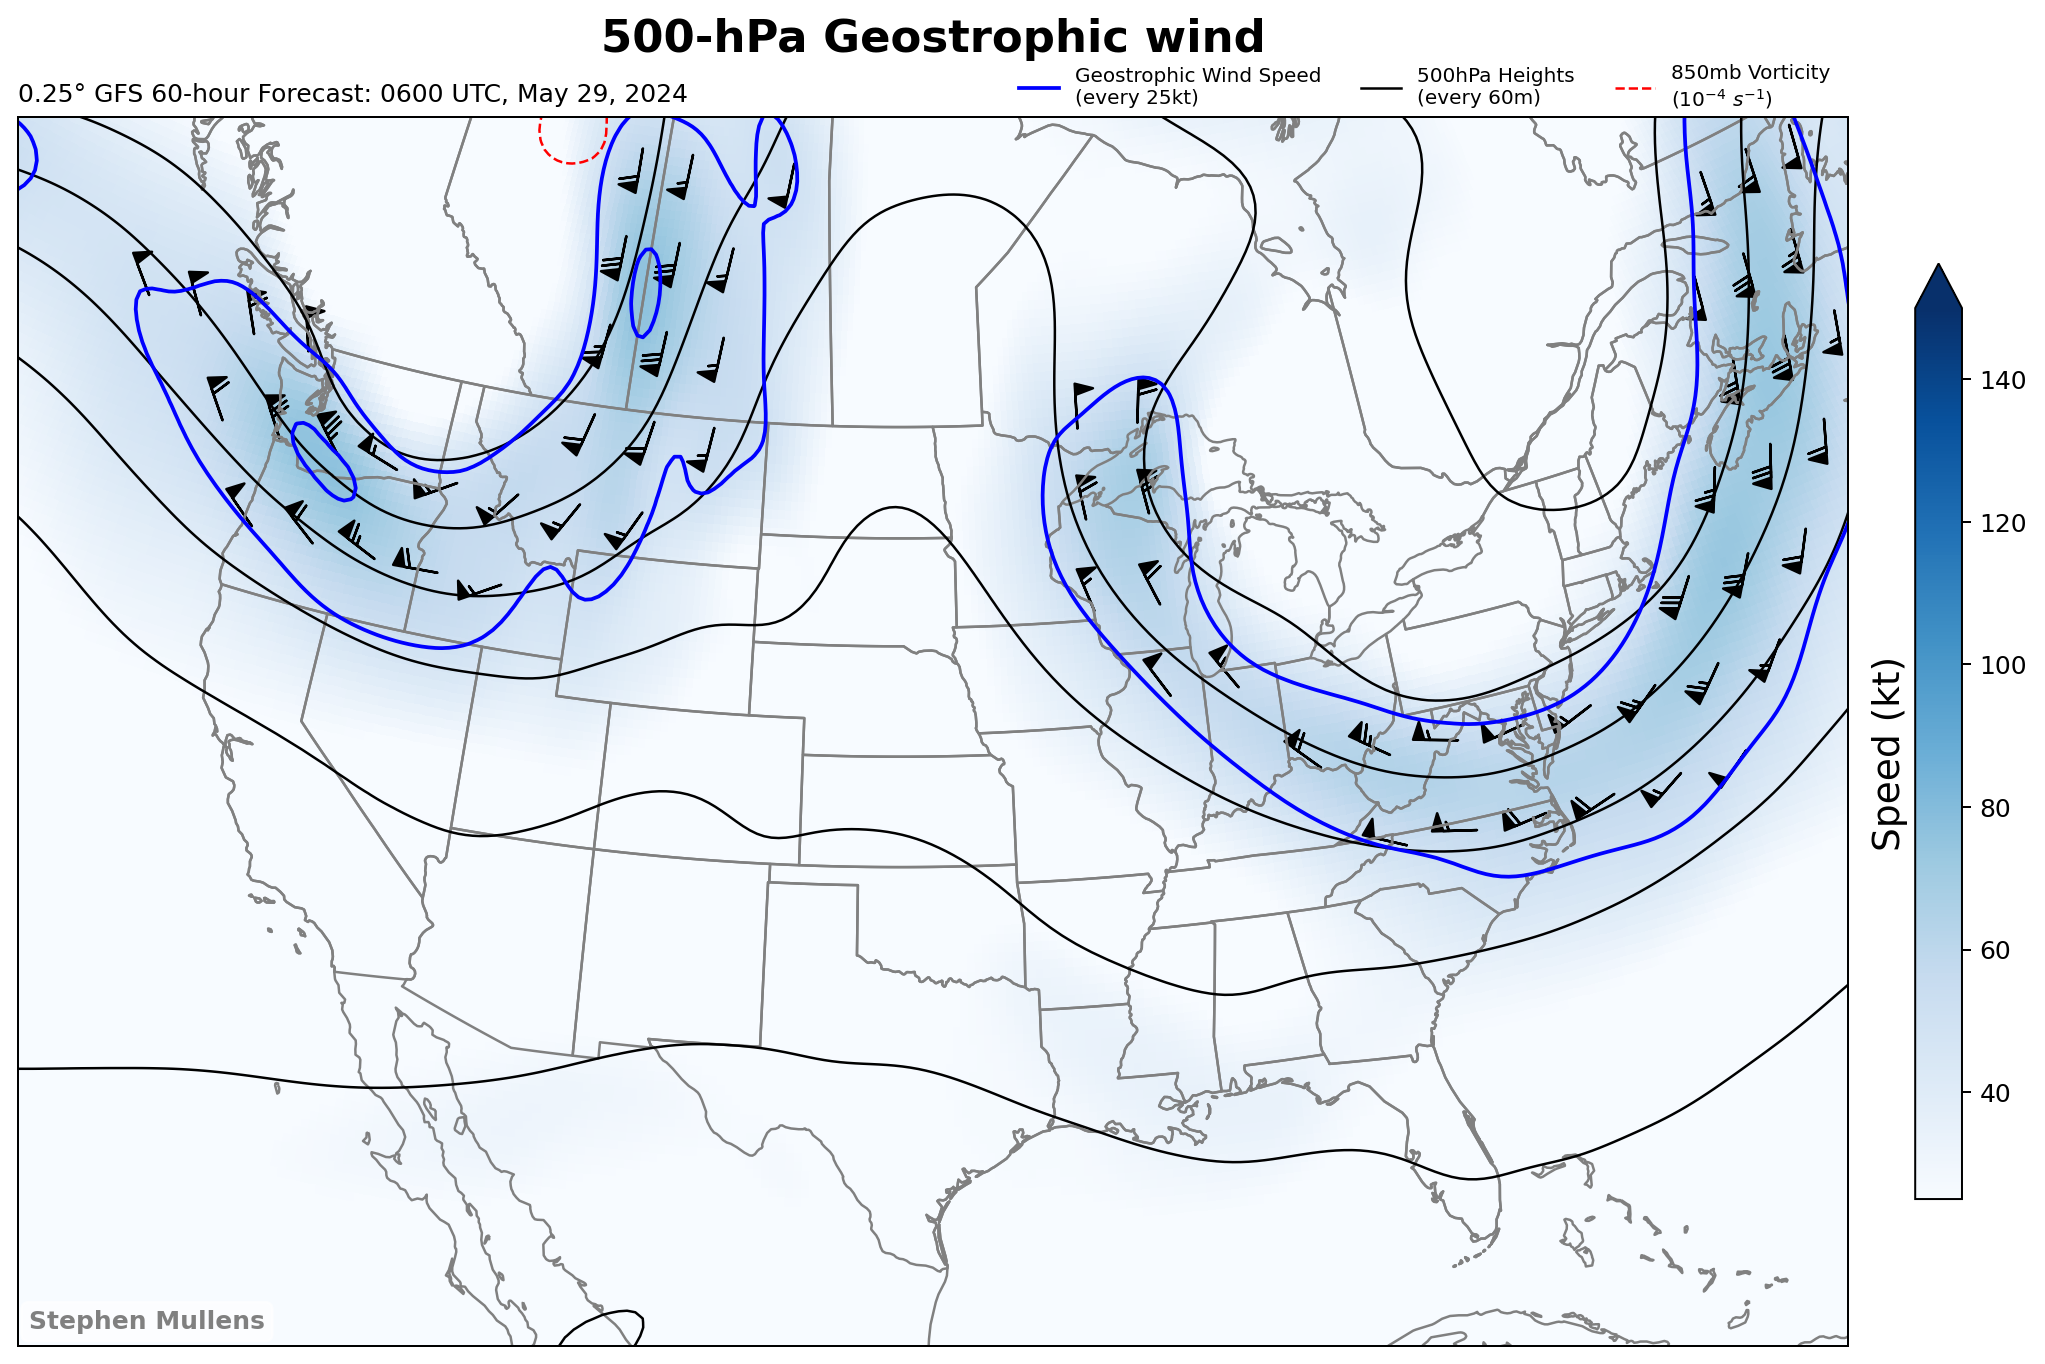 500-hPa Geostrophic wind
0.25° GFS 60-hour Forecast: 0600 UTC, May 29, 2024
Geostrophic Wind Speed
(every 25kt)
500hPa Heights
(every 60m)
850mb Vorticity
(10⁻⁴ s⁻¹)
140
120
100
80
60
40
Speed (kt)
Stephen Mullens